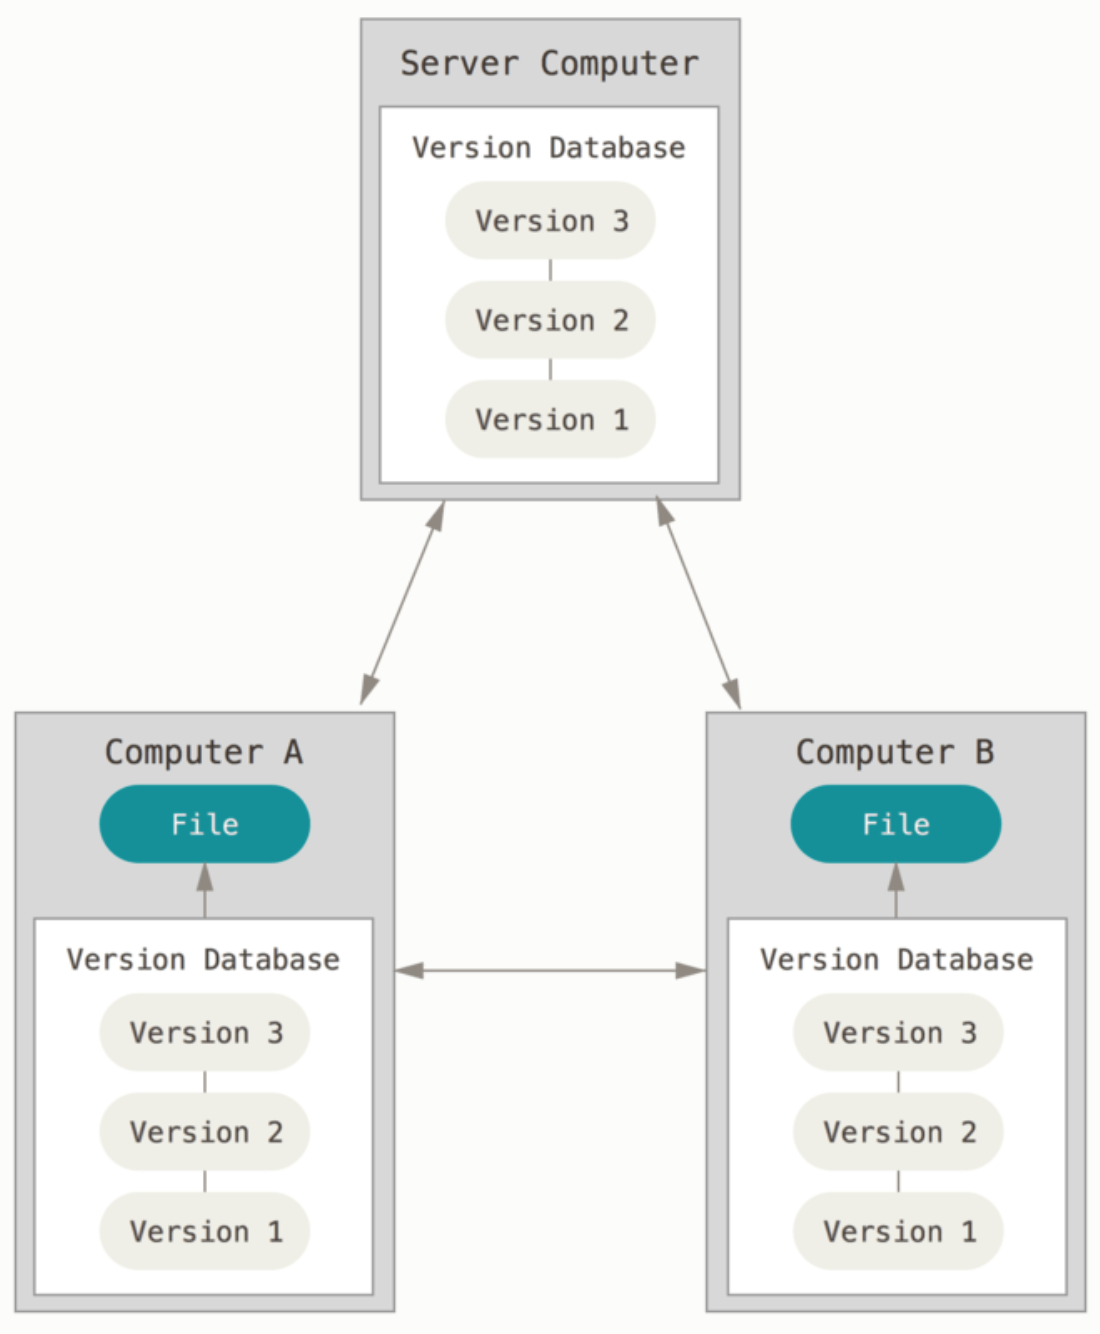 Server Computer
Version Database
Version 3
Version 2
Version 1
Computer A
File
Version Database
Version 3
Version 2
Version 1
Computer B
File
Version Database
Version 3
Version 2
Version 1